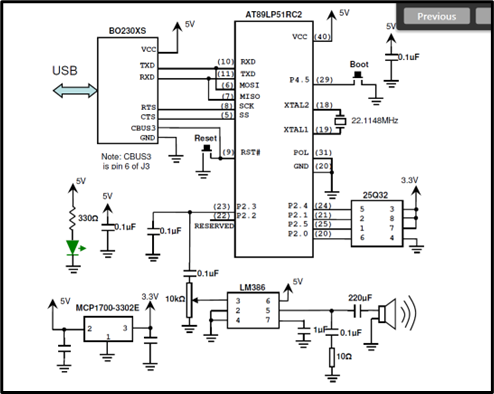 Previous
BO230XS
5V
AT89LP51RC2
5V
5V
VCC
VCC (40)
0.1uF
USB
TXD (10) RXD
RXD (11) TXD
(6) MOSI
(7) MISO
RTS (8) SCK
CTS (5) SS
CBUS3
GND
P4.5 (29)
Boot
XTAL2 (18)
22.1148MHz
XTAL1 (19)
Note: CBUS3
is pin 6 of J3
Reset
(9) RST#
POL (31)
GND (20)
3.3V
25Q32
5V
330Ω
5V
0.1uF
0.1uF
(23) P2.3
(22) P2.2
RESERVED
P2.4 (24) 5 3
P2.1 (21) 2 8
P2.5 (25) 1 7
P2.0 (20) 6 4
0.1uF
10kΩ
LM386
5V
3 6
2 5
4 7
220uF
1uF
0.1uF
10Ω
5V
MCP1700-3302E
3.3V
2 3
1